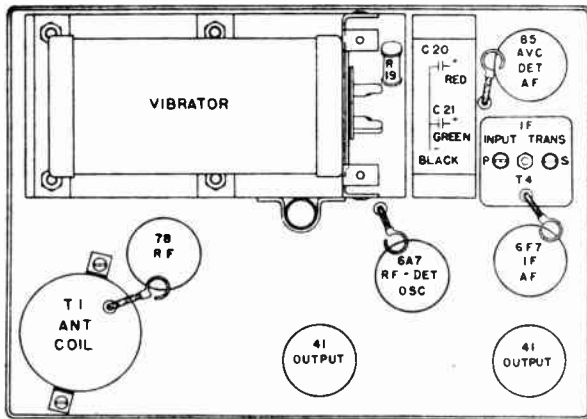 VIBRATOR
R
19
C 20
RED
C 21
GREEN
BLACK
85
AVC
DET
AF
IF
INPUT TRANS
P S
T4
78
RF
6A7
RF - DET
OSC
6F7
IF
AF
T1
ANT
COIL
41
OUTPUT
41
OUTPUT